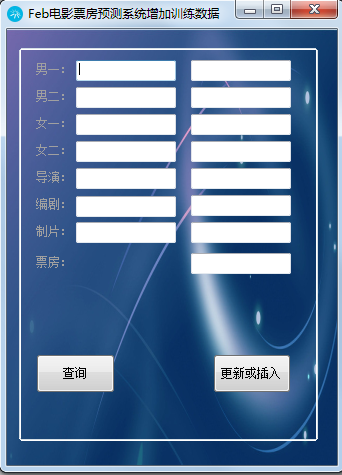 Feb电影票房预测系统增加训练数据
男一：
男二：
女一：
女二：
导演：
编剧：
制片：
票房：
查询
更新或插入